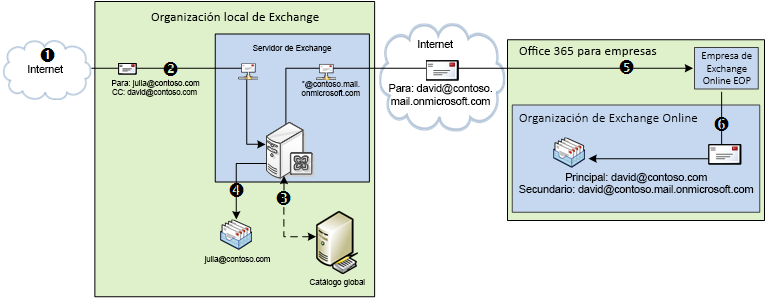 Organización local de Exchange
1
Internet
2
Para: julia@contoso.com
CC: david@contoso.com
Servidor de Exchange
"@contoso.mail.
onmicrosoft.com
4
3
julia@contoso.com
Catálogo global
Internet
Para: david@contoso.
mail.onmicrosoft.com
Office 365 para empresas
5
Empresa de
Exchange
Online EOP
6
Organización de Exchange Online
Principal: david@contoso.com
Secundario: david@contoso.mail.onmicrosoft.com